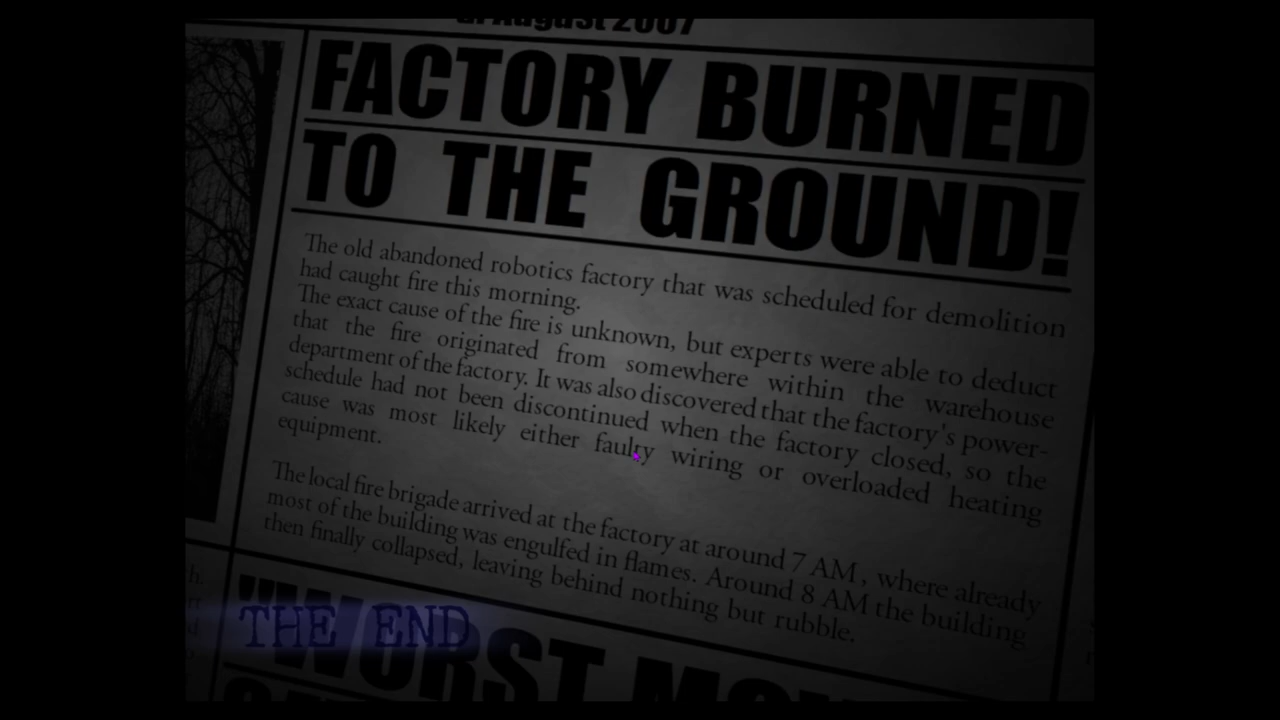 August 2007
FACTORY BURNED
TO THE GROUND!
The old abandoned robotics factory that was scheduled for demolition
had caught fire this morning.
The exact cause of the fire is unknown, but experts were able to deduct
that the fire originated from somewhere within the warehouse
department of the factory. It was also discovered that the factory's power-
schedule had not been discontinued when the factory closed, so the
cause was most likely either faulty wiring or overloaded heating
equipment.
The local fire brigade arrived at the factory at around 7 AM, where already
most of the building was engulfed in flames. Around 8 AM the building
then finally collapsed, leaving behind nothing but rubble.
THE END
"WORST